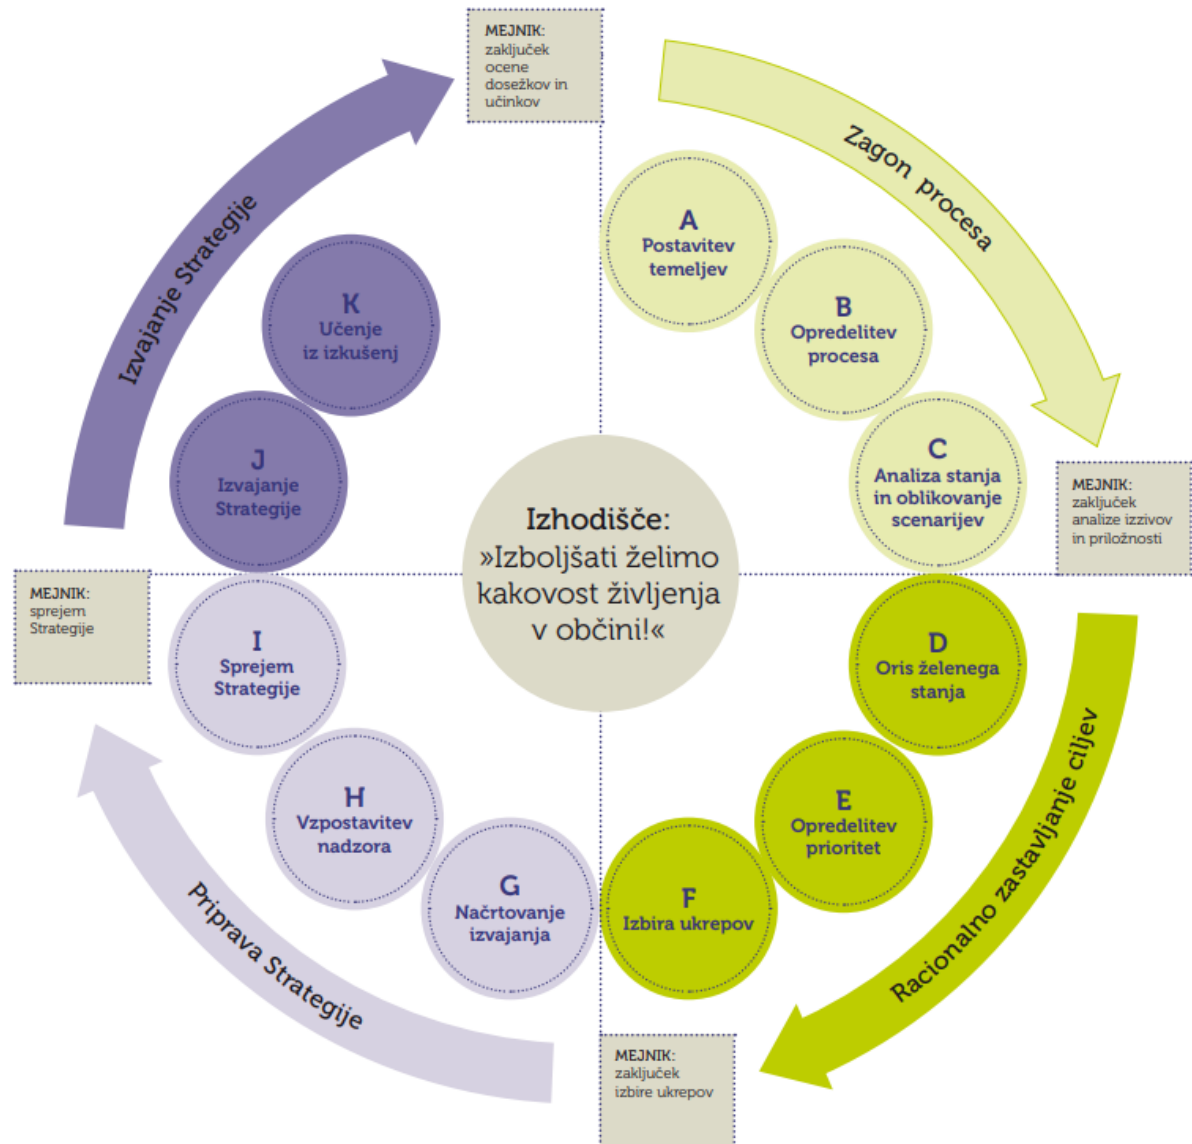 MEJNIK:
zaključek
ocene
dosežkov in
učinkov
Zagon procesa
A
Postavitev
temeljev
B
Opredelitev
procesa
C
Analiza stanja
in oblikovanje
scenarijev
MEJNIK:
zaključek
analize izzivov
in priložnosti
Racionalno zastavljanje ciljev
D
Oris želenega
stanja
E
Opredelitev
prioritet
F
Izbira ukrepov
MEJNIK:
zaključek
izbire ukrepov
Priprava Strategije
G
Načrtovanje
izvajanja
H
Vzpostavitev
nadzora
I
Sprejem
Strategije
MEJNIK:
sprejem
Strategije
Izvajanje Strategije
J
Izvajanje
Strategije
K
Učenje
iz izkušenj
Izhodišče:
»Izboljšati želimo
kakovost življenja
v občini!«